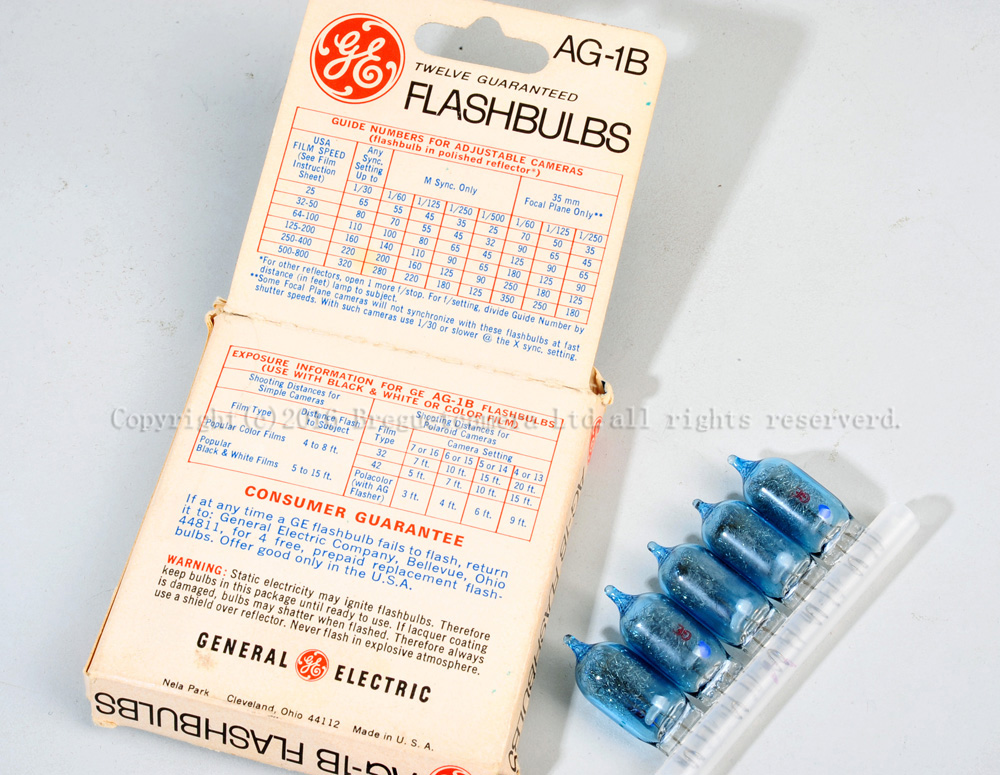 GE
AG-1B
TWELVE GUARANTEED
FLASHBULBS
GUIDE NUMBERS FOR ADJUSTABLE CAMERAS
(flashbulb in polished reflector*)
USA FILM SPEED (See Film Instruction Sheet) Any Sync. Setting Up to M Sync. Only 35 mm Focal Plane Only**
1/30 1/60 1/125 1/250 1/500 1/60 1/125 1/250
25 65 55 45 35 25 70 50 35
32-50 80 70 55 45 32 90 65 45
64-100 110 100 80 65 45 125 90 65
125-200 160 140 110 90 65 180 125 90
250-400 220 200 160 125 90 250 180 125
500-800 320 280 220 180 125 350 250 180
*For other reflectors, open 1 more f/stop. For f/setting, divide Guide Number by
distance (in feet) lamp to subject.
**Some Focal Plane cameras will not synchronize with these flashbulbs at fast
shutter speeds. With such cameras use 1/30 or slower @ the X sync. setting.
EXPOSURE INFORMATION FOR GE AG-1B FLASHBULBS
(USE WITH BLACK & WHITE OR COLOR FILM)
Shooting Distances for
Simple Cameras
Film Type Distance Flash
to Subject
Popular Color Films 4 to 8 ft.
Popular
Black & White Films 5 to 15 ft.
Shooting Distances for
Polaroid Cameras
Film
Type Camera Setting
7 or 16 6 or 15 5 or 14 4 or 13
32 7 ft. 10 ft. 15 ft. 20 ft.
42 5 ft. 7 ft. 10 ft. 15 ft.
Polacolor
(with AG
Flasher) 3 ft. 4 ft. 6 ft. 9 ft.
CONSUMER GUARANTEE
If at any time a GE flashbulb fails to flash, return
it to: General Electric Company, Bellevue, Ohio
44811, for 4 free, prepaid replacement flash-
bulbs. Offer good only in the U.S.A.
WARNING: Static electricity may ignite flashbulbs. Therefore
keep bulbs in this package until ready to use. If lacquer coating
is damaged, bulbs may shatter when flashed. Therefore always
use a shield over reflector. Never flash in explosive atmosphere.
GENERAL GE ELECTRIC
Nela Park Cleveland, Ohio 44112 Made in U.S.A.
AG-1B FLASHBULBS
GE
Copyright (c) ltd all rights reserverd.